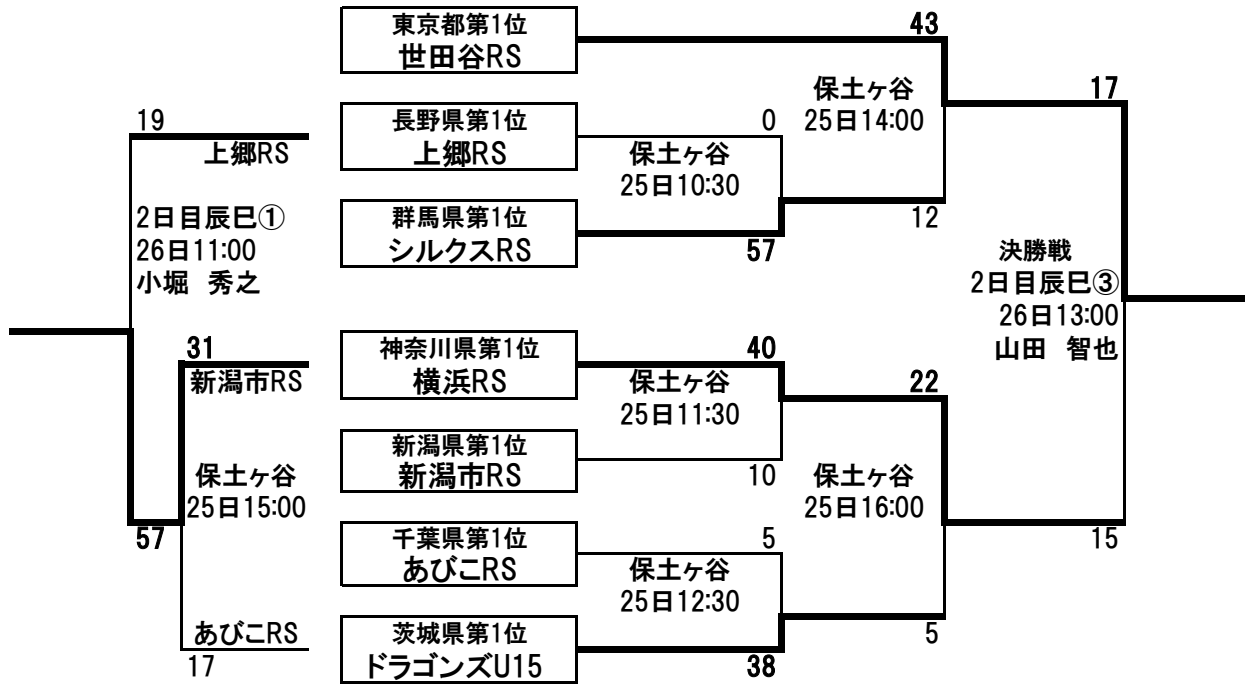 19
上郷RS
2日目辰巳①
26日11:00
小堀 秀之
31
新潟市RS
保土ヶ谷
25日15:00
57
あびこRS
17
東京都第1位
世田谷RS
長野県第1位
上郷RS
群馬県第1位
シルクスRS
神奈川県第1位
横浜RS
新潟県第1位
新潟市RS
千葉県第1位
あびこRS
茨城県第1位
ドラゴンズU15
0
保土ヶ谷
25日10:30
57
40
保土ヶ谷
25日11:30
10
5
保土ヶ谷
25日12:30
38
43
保土ヶ谷
25日14:00
12
22
保土ヶ谷
25日16:00
5
17
決勝戦
2日目辰巳③
26日13:00
山田 智也
15